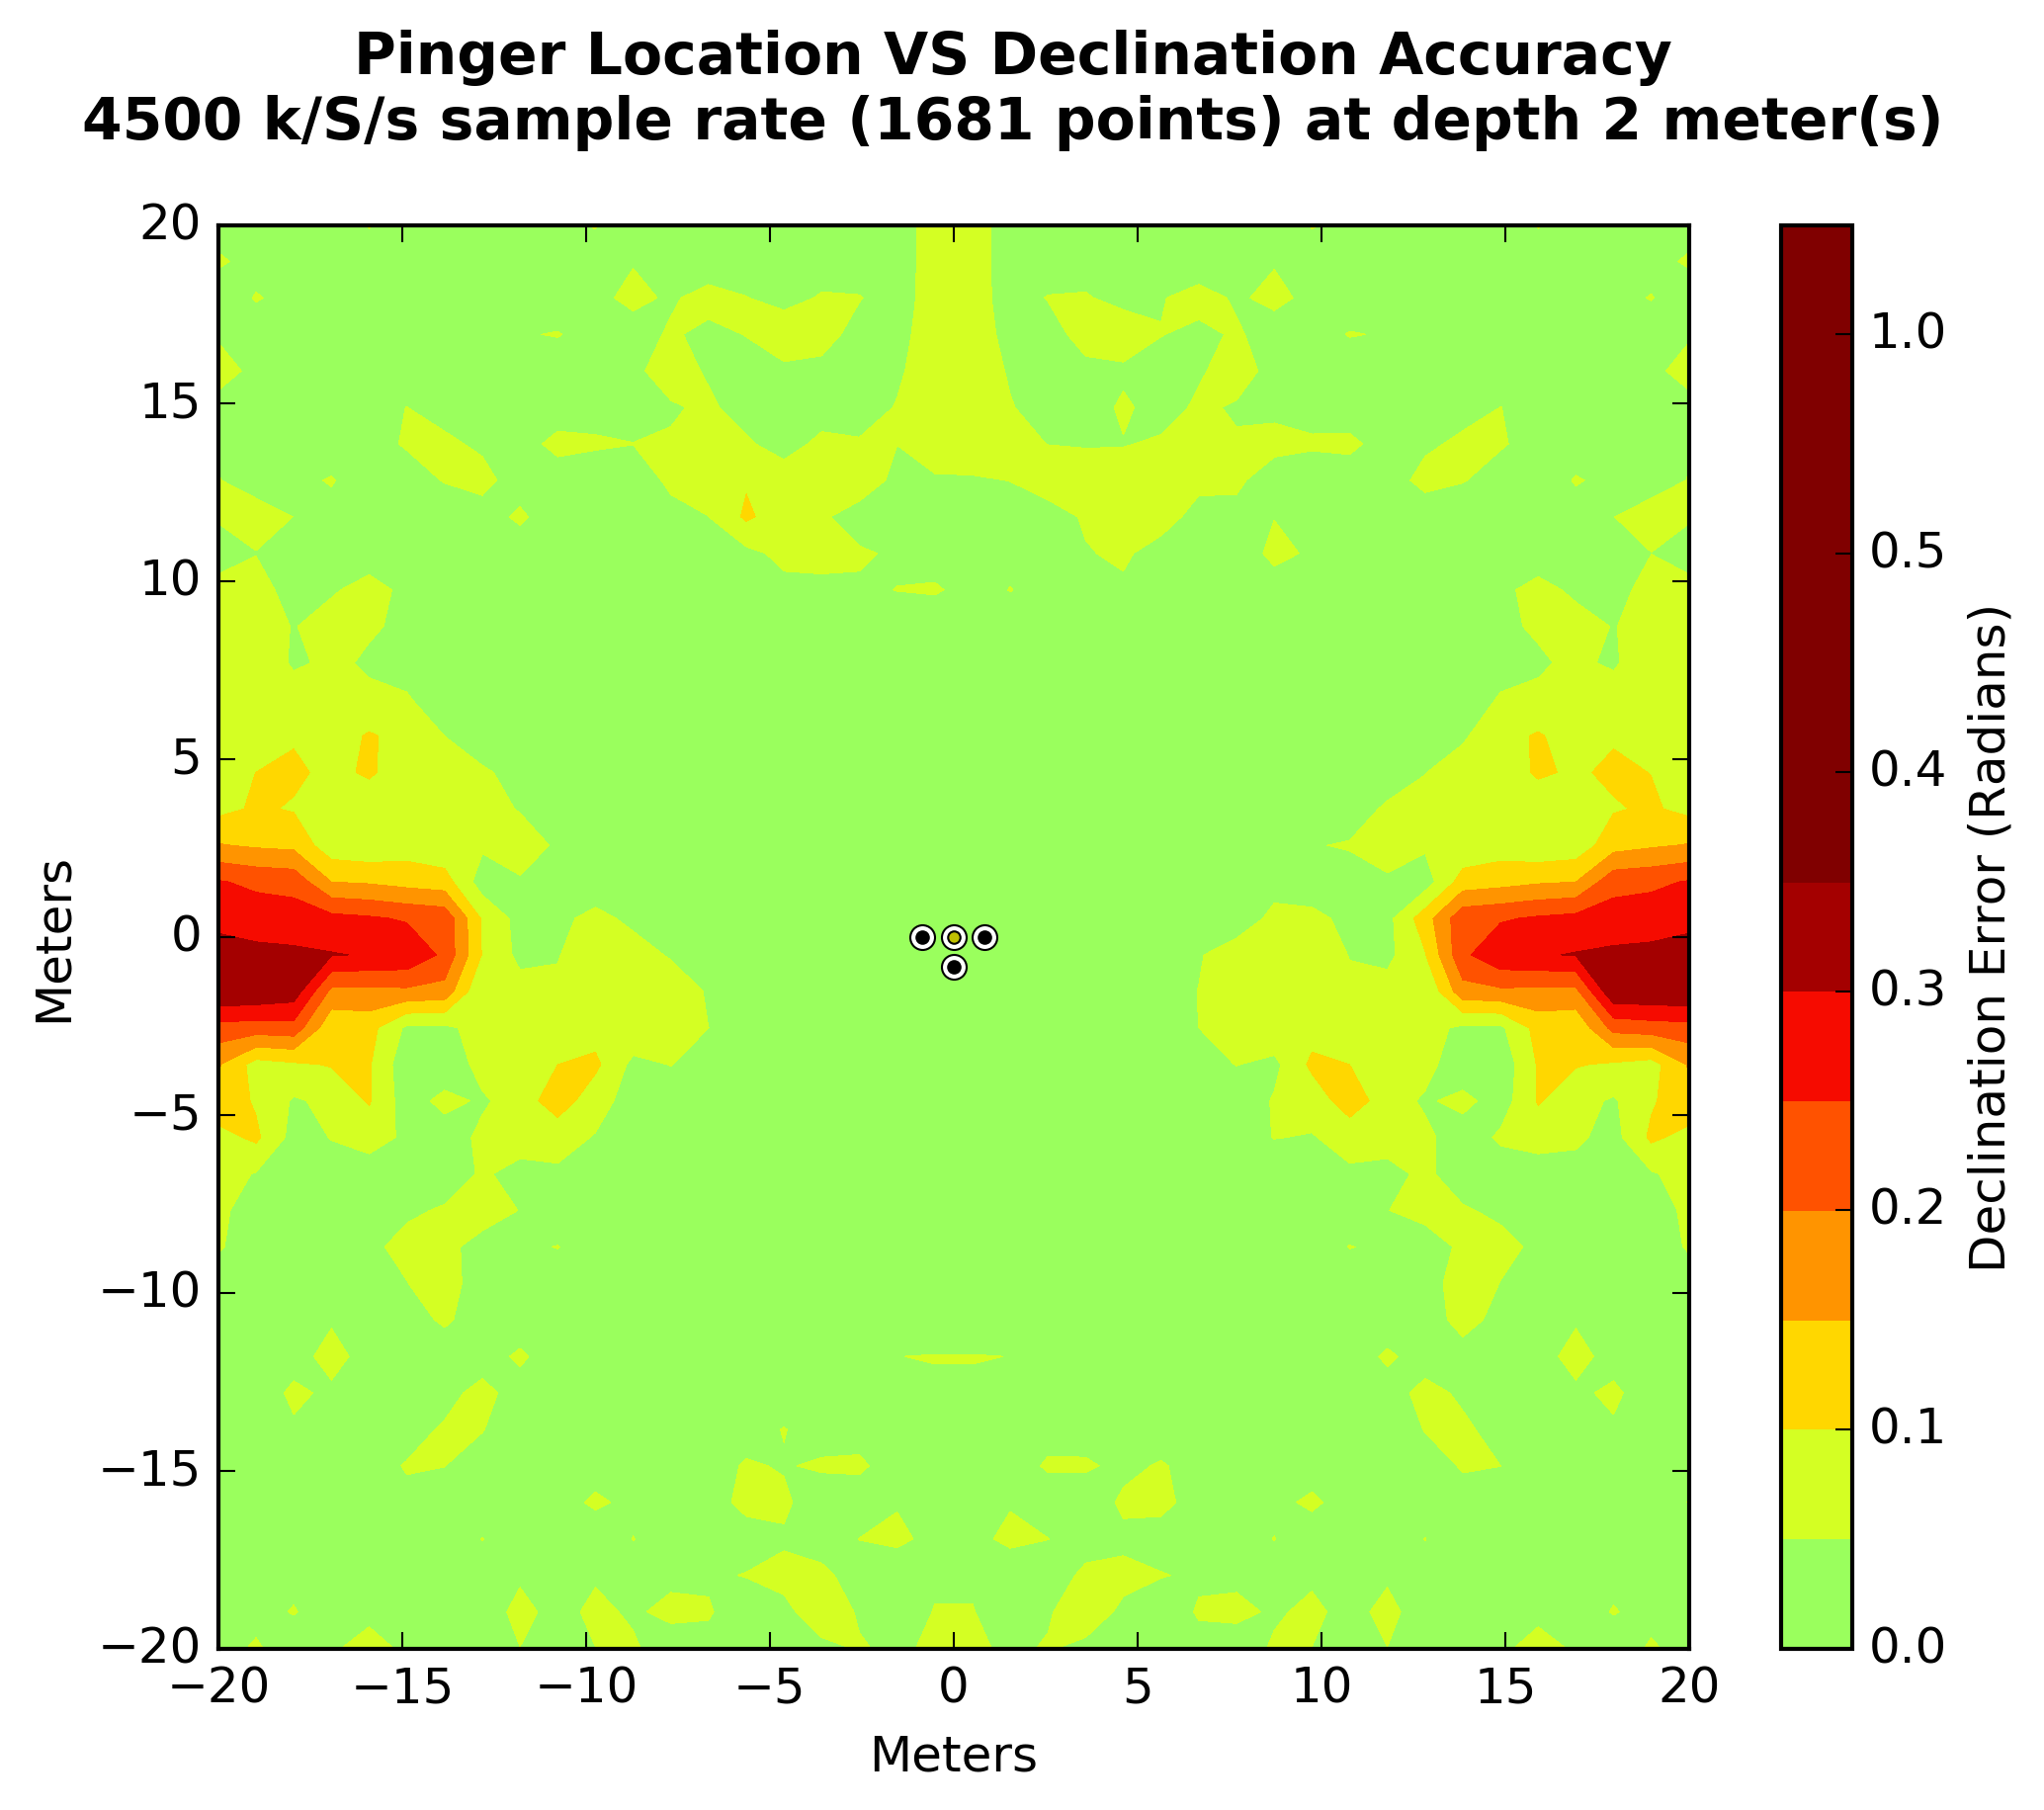 Pinger Location VS Declination Accuracy
4500 k/S/s sample rate (1681 points) at depth 2 meter(s)
20
15
10
5
0
−5
−10
−15
−20
Meters
−20 −15 −10 −5 0 5 10 15 20
Meters
1.0
0.5
0.4
0.3
0.2
0.1
0.0
Declination Error (Radians)